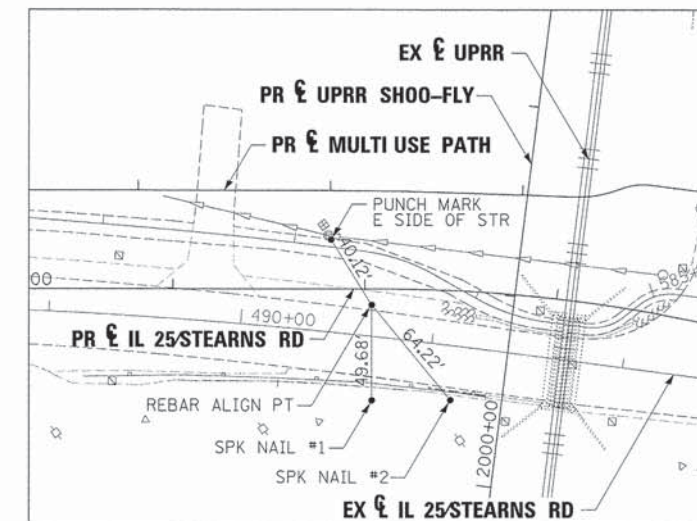 EX ℄ UPRR
PR ℄ UPRR SHOO-FLY
PR ℄ MULTI USE PATH
PUNCH MARK
E SIDE OF STR
40.12'
00
490+00
PR ℄ IL 25/STEARNS RD
64.22'
49.68'
REBAR ALIGN PT
SPK NAIL #1
SPK NAIL #2
2000+00
EX ℄ IL 25/STEARNS RD